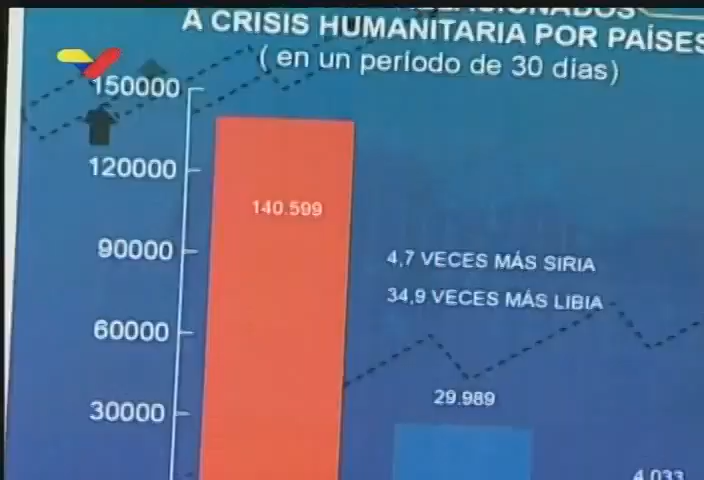 A CRISIS HUMANITARIA POR PAÍSES
( en un período de 30 días)
150000
120000
140.599
90000
4,7 VECES MÁS SIRIA
34,9 VECES MÁS LIBIA
60000
29.989
30000
4.033